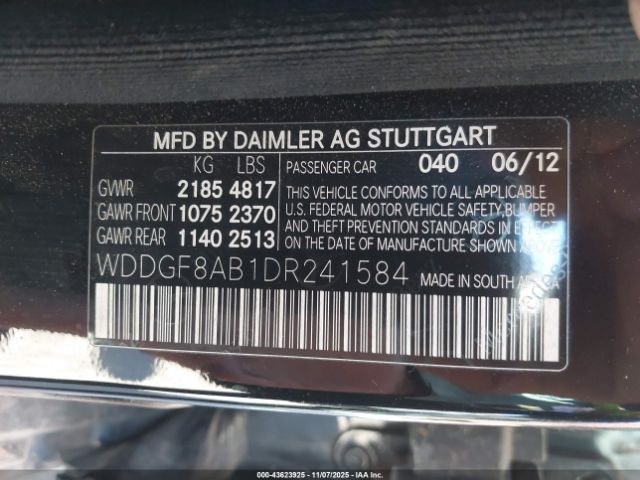 MFD BY DAIMLER AG STUTTGART
KG LBS PASSENGER CAR 040 06/12
GVWR 2185 4817
GAWR FRONT 1075 2370
GAWR REAR 1140 2513
THIS VEHICLE CONFORMS TO ALL APPLICABLE
U.S. FEDERAL MOTOR VEHICLE SAFETY,BUMPER
AND THEFT PREVENTION STANDARDS IN EFFECT
ON THE DATE OF MANUFACTURE SHOWN ABOVE.
WDDGF8AB1DR241584 MADE IN SOUTH AFRICA
000-43623925 - 11/07/2025 - IAAI, INC.